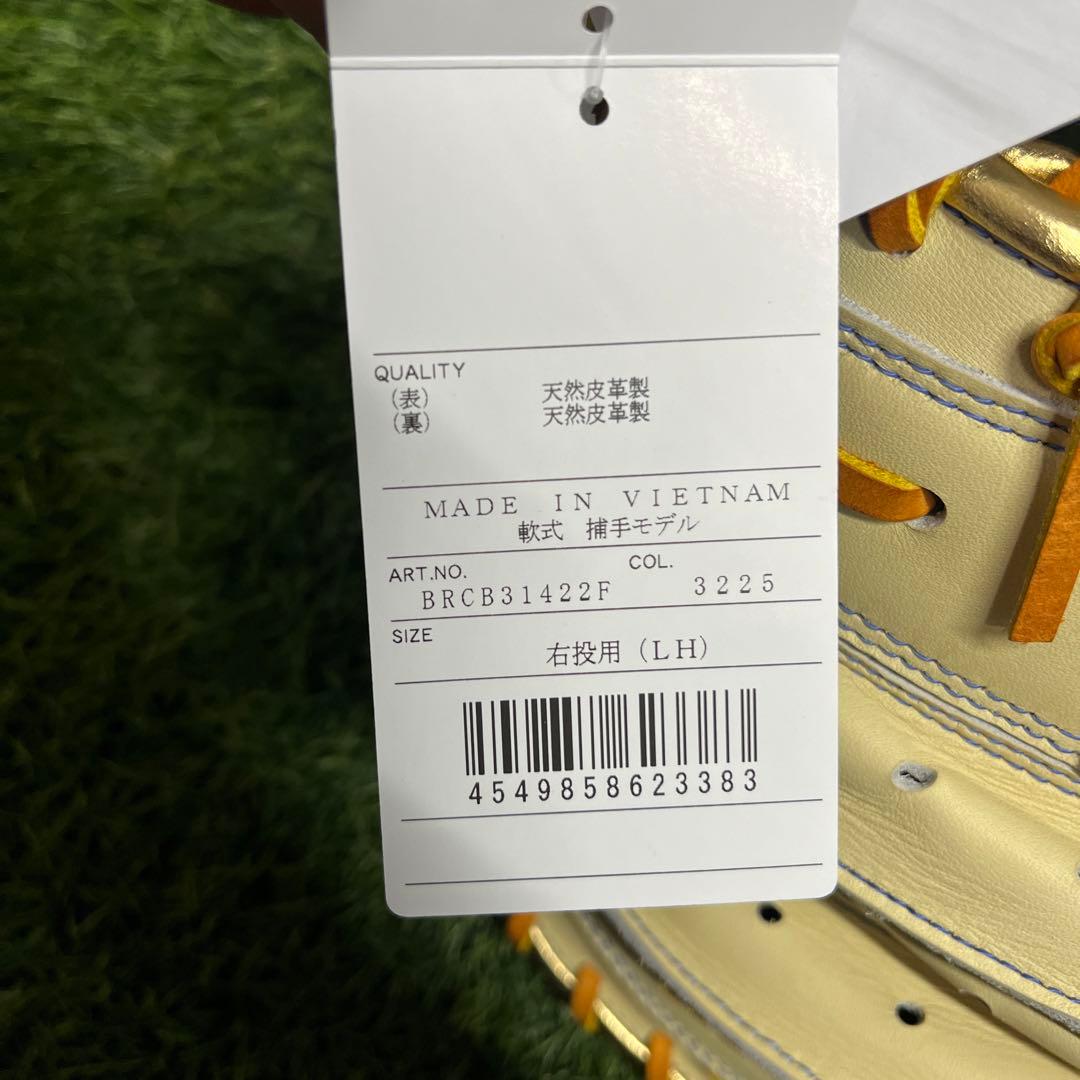 QUALITY
(表) 天然皮革製
(裏) 天然皮革製
MADE IN VIETNAM
軟式 捕手モデル
ART.NO. COL.
BRCB31422F 3225
SIZE
右投用(LH)
4549858623383